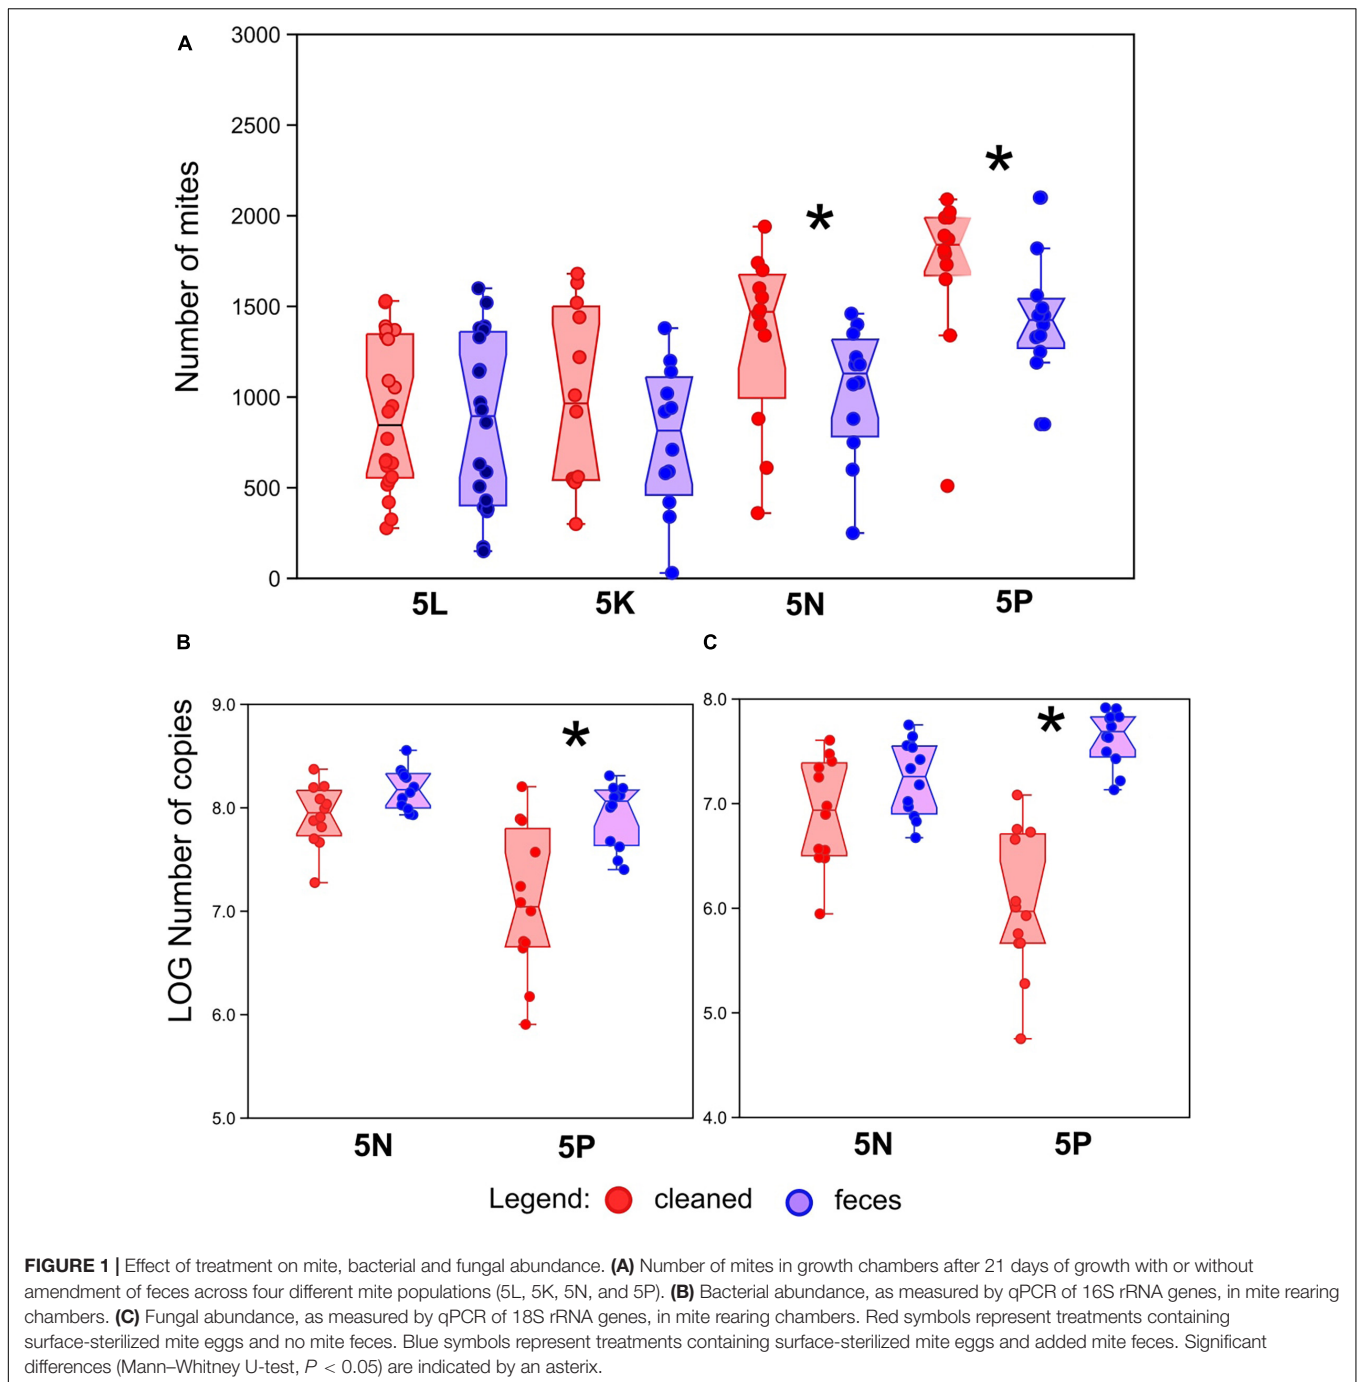 A
3000
2500
2000
1500
1000
500
0
Number of mites
*
*
5L 5K 5N 5P
B
9.0
8.0
7.0
6.0
5.0
LOG Number of copies
*
5N 5P
C
8.0
7.0
6.0
5.0
4.0
*
5N 5P
Legend: cleaned feces
FIGURE 1 | Effect of treatment on mite, bacterial and fungal abundance. (A) Number of mites in growth chambers after 21 days of growth with or without
amendment of feces across four different mite populations (5L, 5K, 5N, and 5P). (B) Bacterial abundance, as measured by qPCR of 16S rRNA genes, in mite rearing
chambers. (C) Fungal abundance, as measured by qPCR of 18S rRNA genes, in mite rearing chambers. Red symbols represent treatments containing
surface-sterilized mite eggs and no mite feces. Blue symbols represent treatments containing surface-sterilized mite eggs and added mite feces. Significant
differences (Mann–Whitney U-test, P < 0.05) are indicated by an asterix.